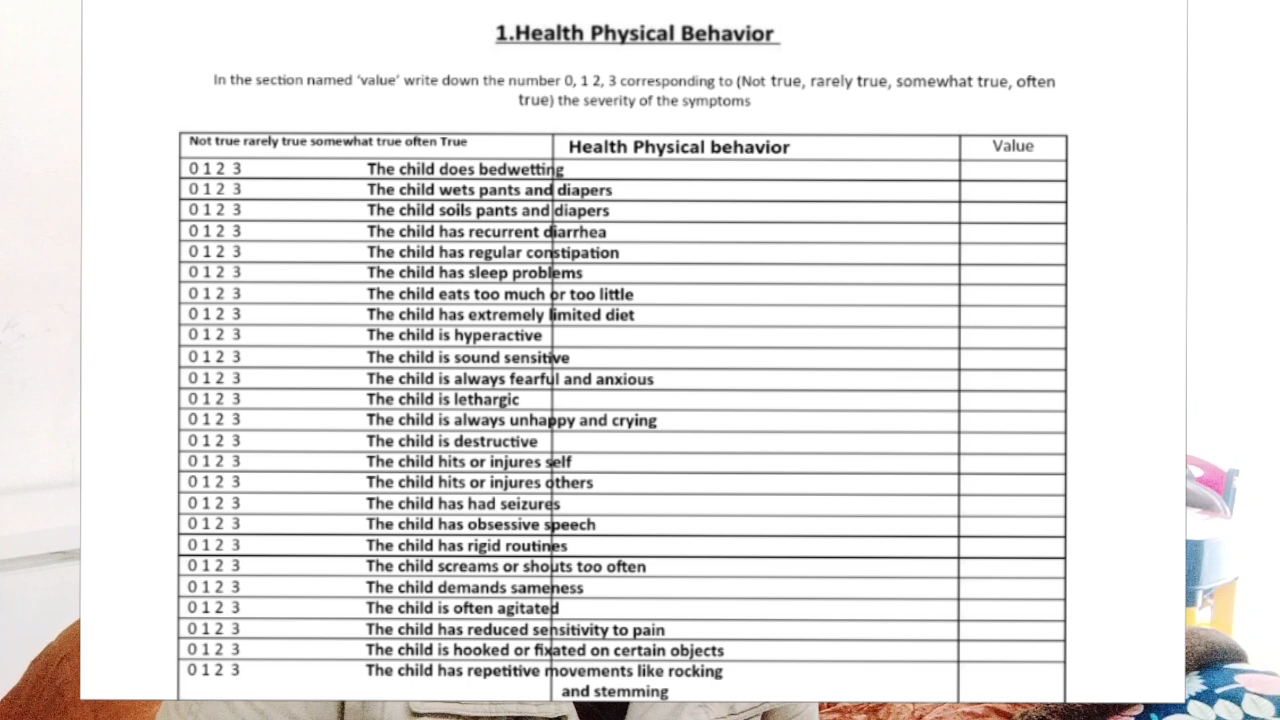 1.Health Physical Behavior
In the section named ‘value’ write down the number 0, 1 2, 3 corresponding to (Not true, rarely true, somewhat true, often
true) the severity of the symptoms
Not true rarely true somewhat true often True Health Physical behavior Value
0 1 2 3 The child does bedwetting
0 1 2 3 The child wets pants and diapers
0 1 2 3 The child soils pants and diapers
0 1 2 3 The child has recurrent diarrhea
0 1 2 3 The child has regular constipation
0 1 2 3 The child has sleep problems
0 1 2 3 The child eats too much or too little
0 1 2 3 The child has extremely limited diet
0 1 2 3 The child is hyperactive
0 1 2 3 The child is sound sensitive
0 1 2 3 The child is always fearful and anxious
0 1 2 3 The child is lethargic
0 1 2 3 The child is always unhappy and crying
0 1 2 3 The child is destructive
0 1 2 3 The child hits or injures self
0 1 2 3 The child hits or injures others
0 1 2 3 The child has had seizures
0 1 2 3 The child has obsessive speech
0 1 2 3 The child has rigid routines
0 1 2 3 The child screams or shouts too often
0 1 2 3 The child demands sameness
0 1 2 3 The child is often agitated
0 1 2 3 The child has reduced sensitivity to pain
0 1 2 3 The child is hooked or fixated on certain objects
0 1 2 3 The child has repetitive movements like rocking
and stemming